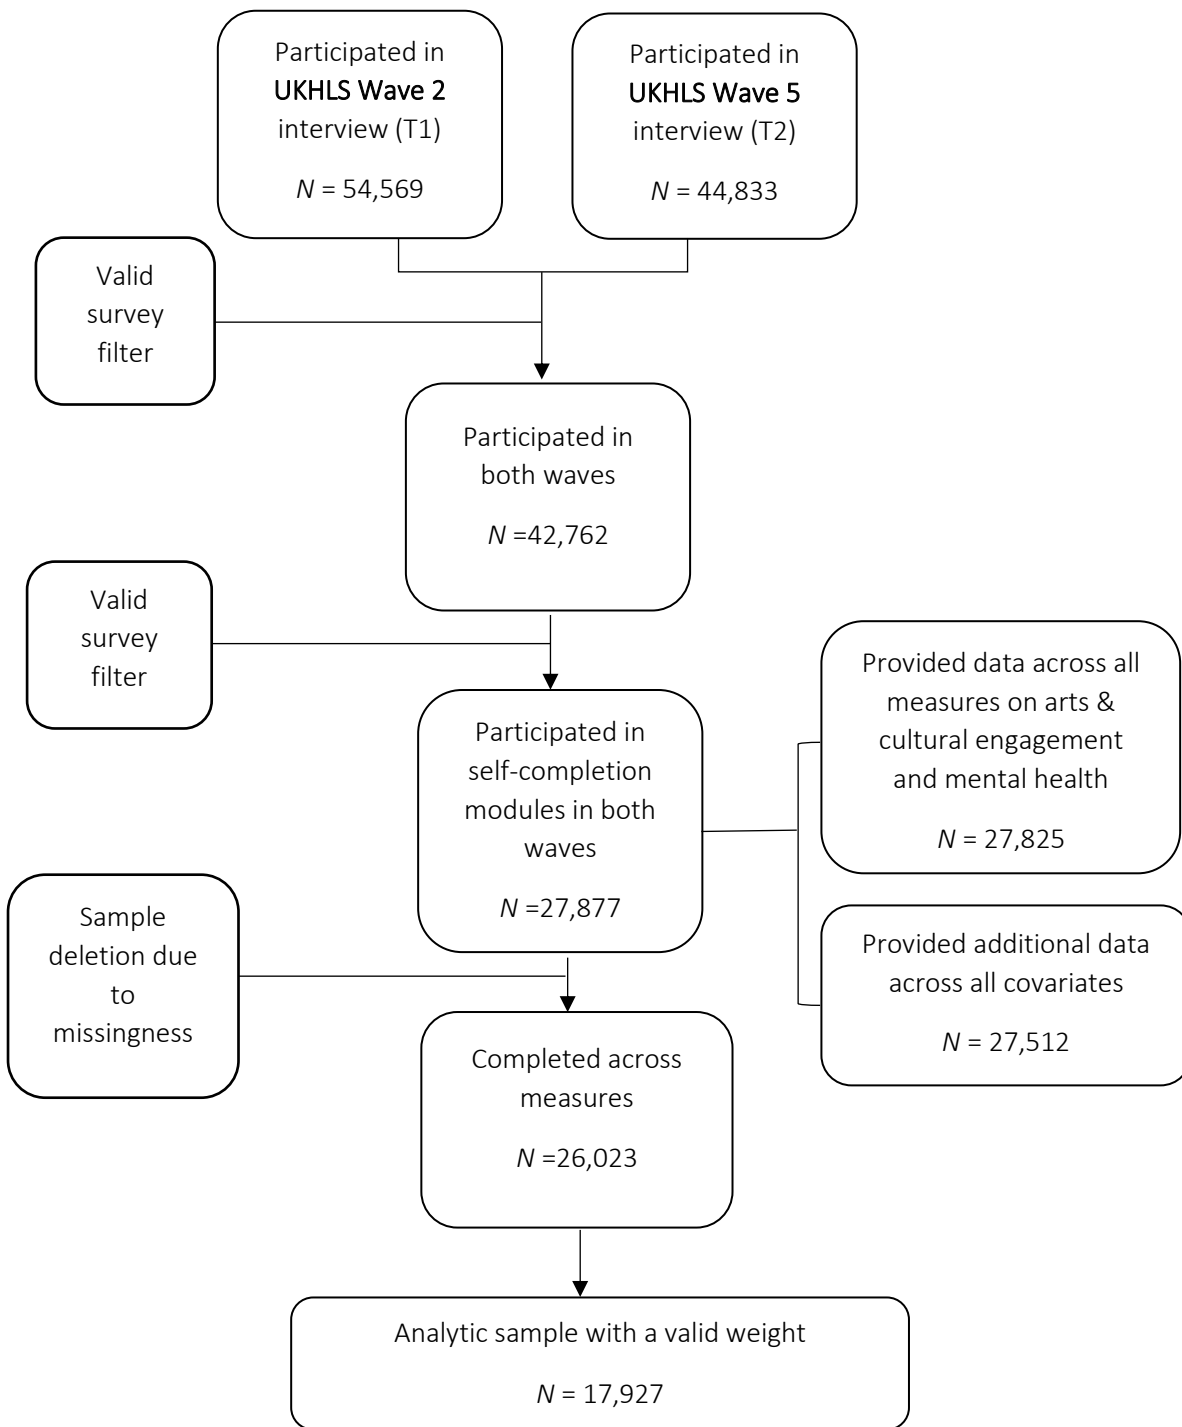 Participated in
UKHLS Wave 2
interview (T1)
N = 54,569
Participated in
UKHLS Wave 5
interview (T2)
N = 44,833
Valid
survey
filter
Participated in
both waves
N =42,762
Valid
survey
filter
Participated in
self-completion
modules in both
waves
N =27,877
Provided data across all
measures on arts &
cultural engagement
and mental health
N = 27,825
Provided additional data
across all covariates
N = 27,512
Sample
deletion due
to
missingness
Completed across
measures
N =26,023
Analytic sample with a valid weight
N = 17,927